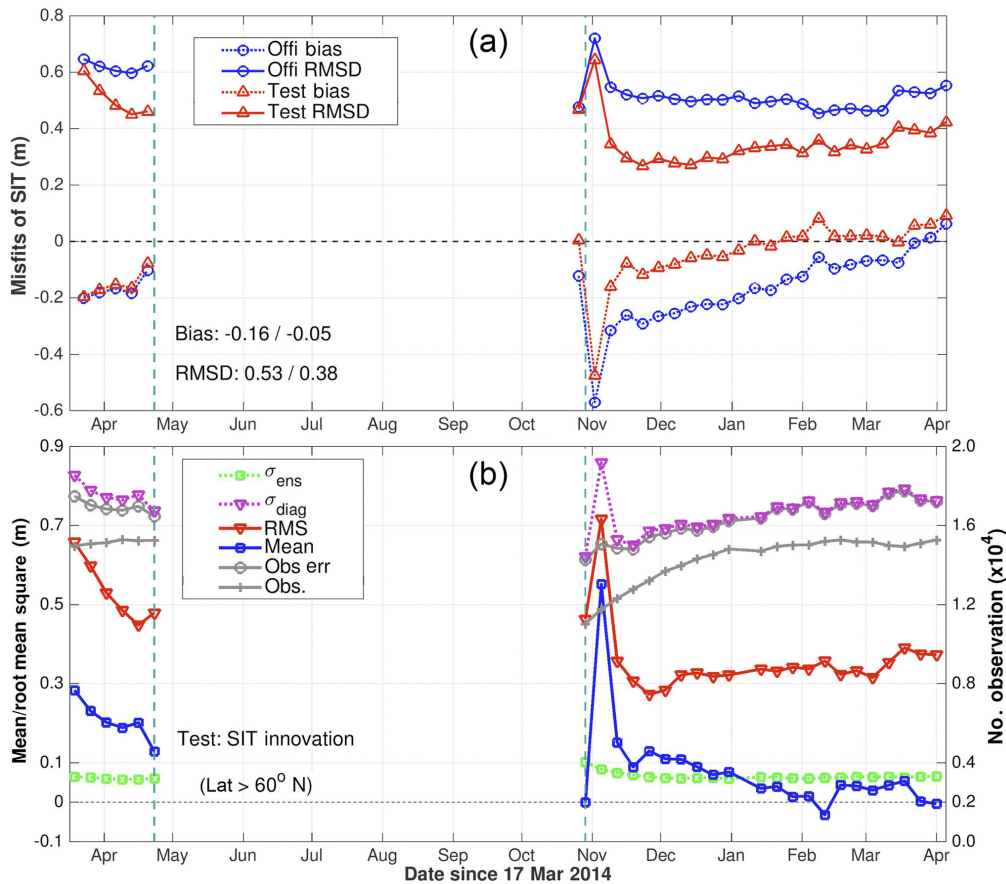 0.8
0.6
0.4
0.2
0
-0.2
-0.4
-0.6
Misfits of SIT (m)
(a)
Offi bias
Offi RMSD
Test bias
Test RMSD
Bias: -0.16 / -0.05
RMSD: 0.53 / 0.38
Apr May Jun Jul Aug Sep Oct Nov Dec Jan Feb Mar Apr
0.9
0.7
0.5
0.3
0.1
0
-0.1
Mean/root mean square (m)
(b)
σens
σdiag
RMS
Mean
Obs err
Obs.
Test: SIT innovation
(Lat > 60° N)
2.0
1.6
1.2
0.8
0.4
0.2
0.0
No. observation (x10⁴)
Apr May Jun Jul Aug Sep Oct Nov Dec Jan Feb Mar Apr
Date since 17 Mar 2014